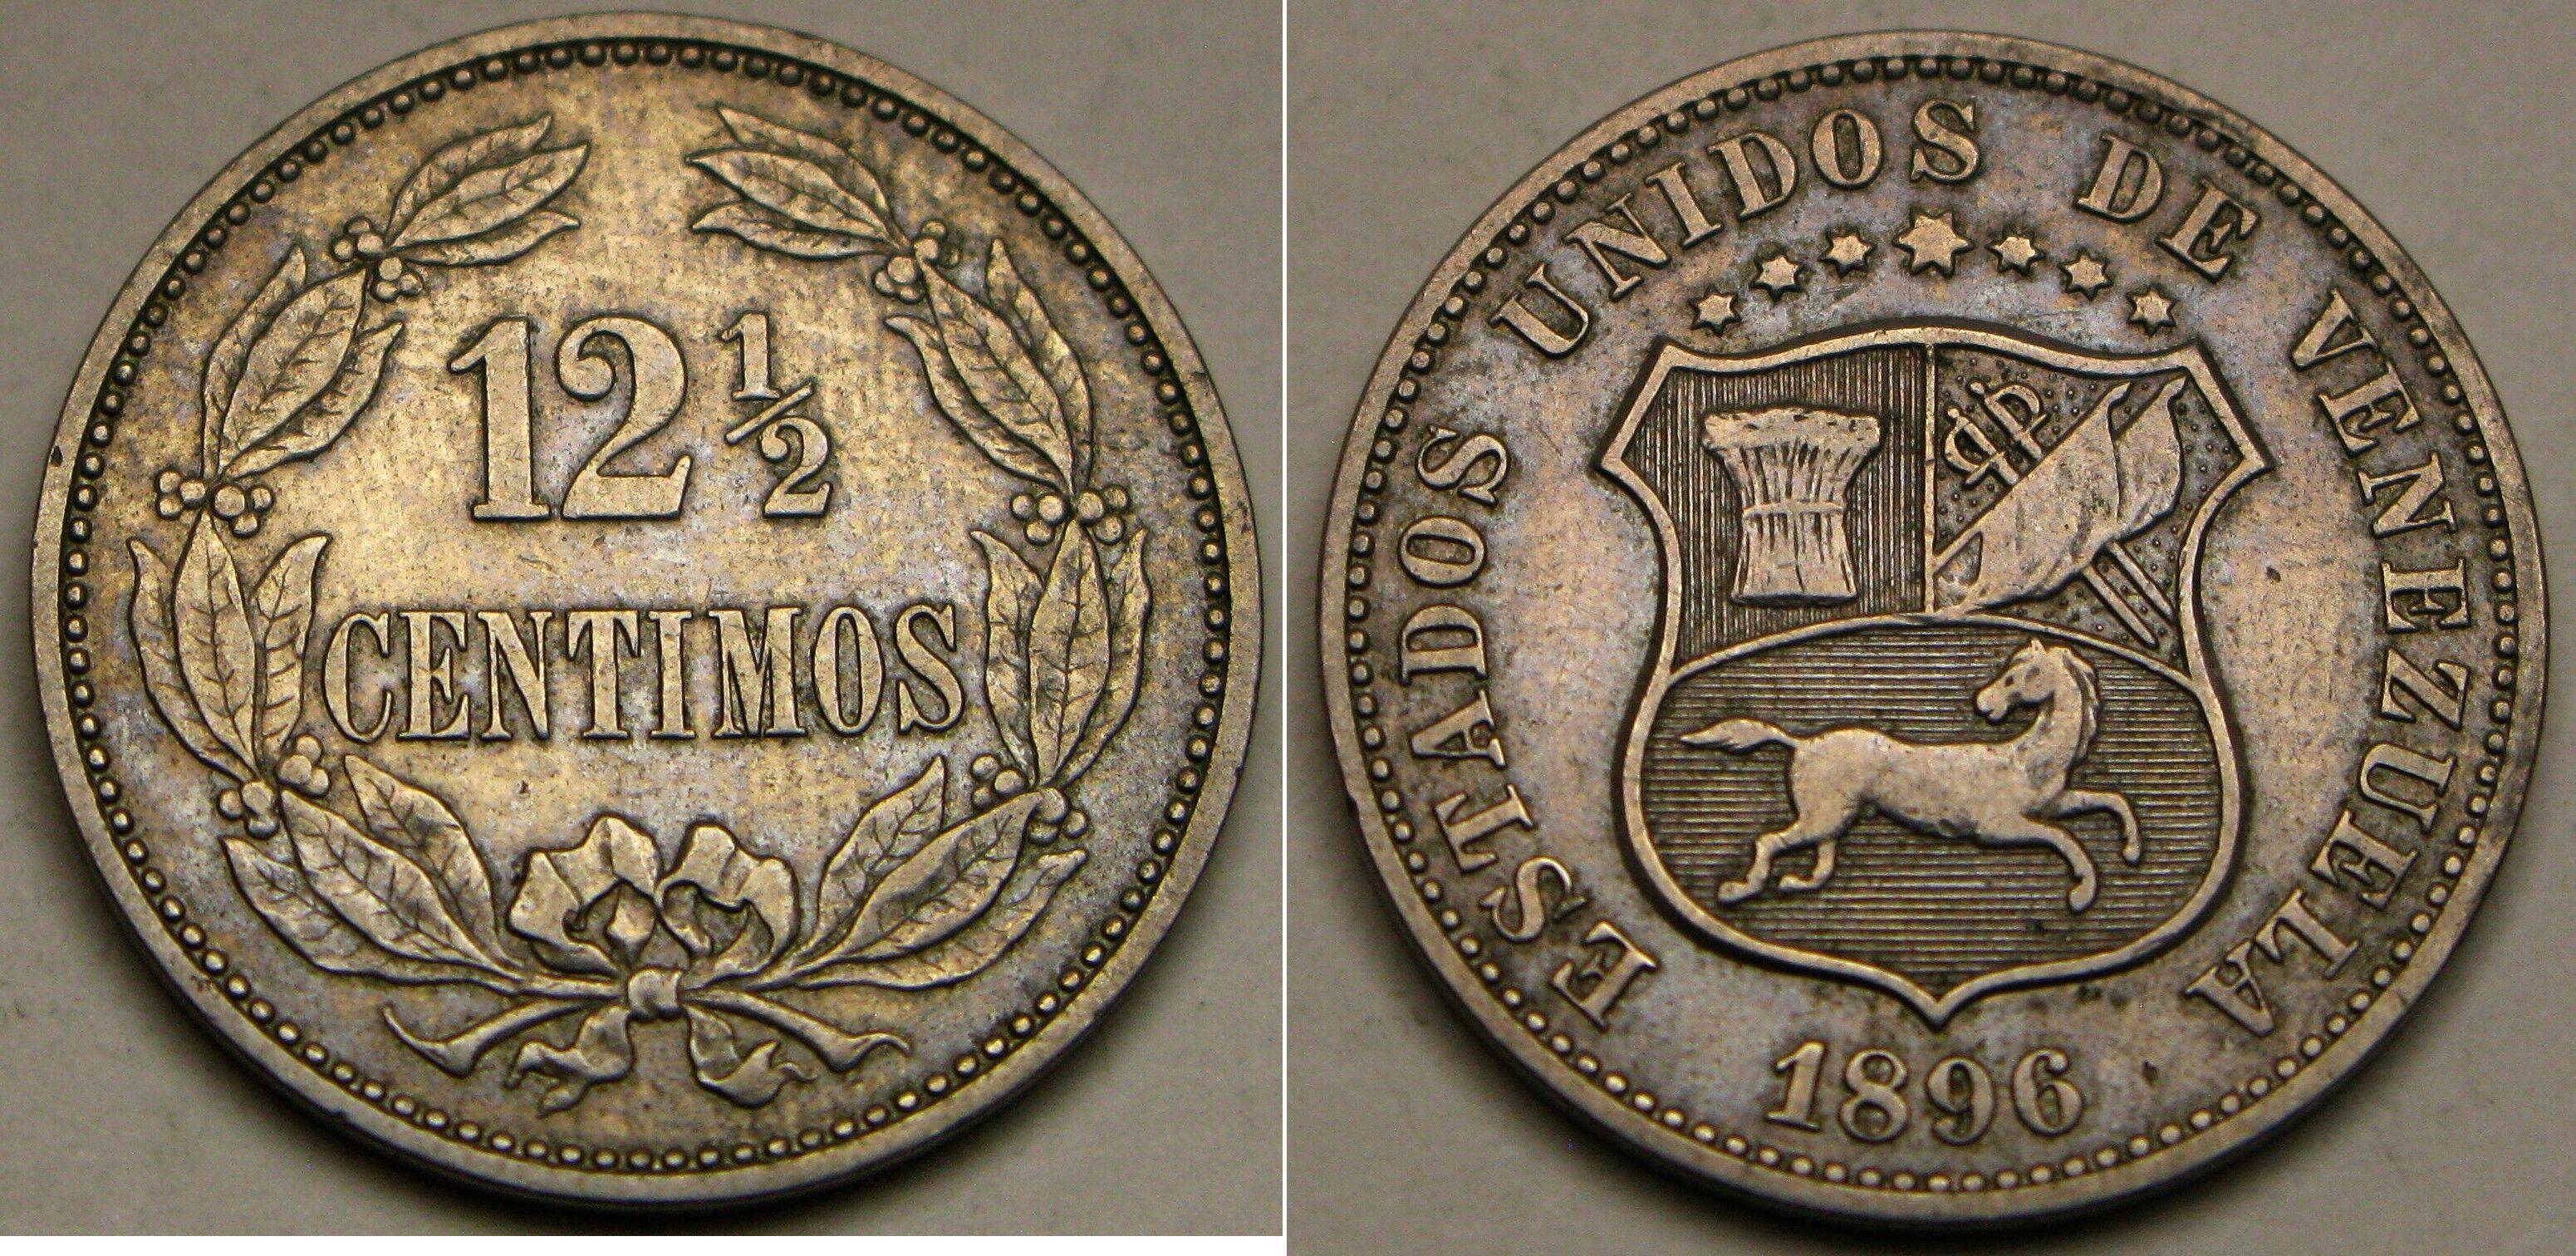 12 1/2
CENTIMOS
ESTADOS UNIDOS DE VENEZUELA
1896